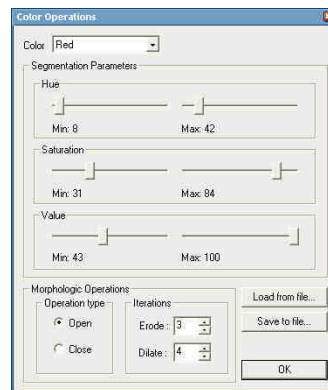 Color Operations
Color Red
Segmentation Parameters
Hue
Min: 8 Max: 42
Saturation
Min: 31 Max: 84
Value
Min: 43 Max: 100
Morphologic Operations
Operation type Iterations
Open Erode : 3
Close Dilate : 4
Load from file...
Save to file...
OK